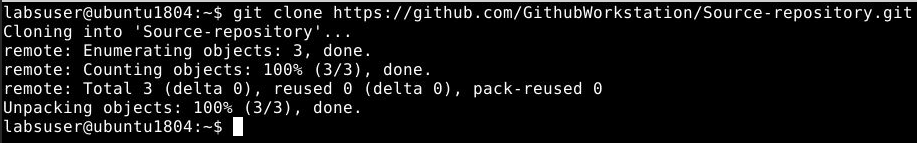 labsuser@ubuntu1804:~$ git clone https://github.com/GithubWorkstation/Source-repository.git
Cloning into 'Source-repository'...
remote: Enumerating objects: 3, done.
remote: Counting objects: 100% (3/3), done.
remote: Total 3 (delta 0), reused 0 (delta 0), pack-reused 0
Unpacking objects: 100% (3/3), done.
labsuser@ubuntu1804:~$